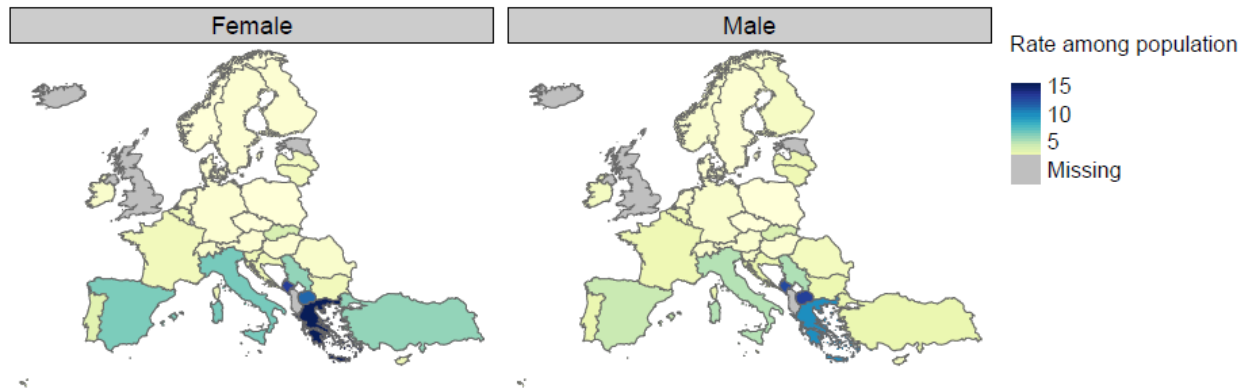 Female
Male
Rate among population
15
10
5
Missing